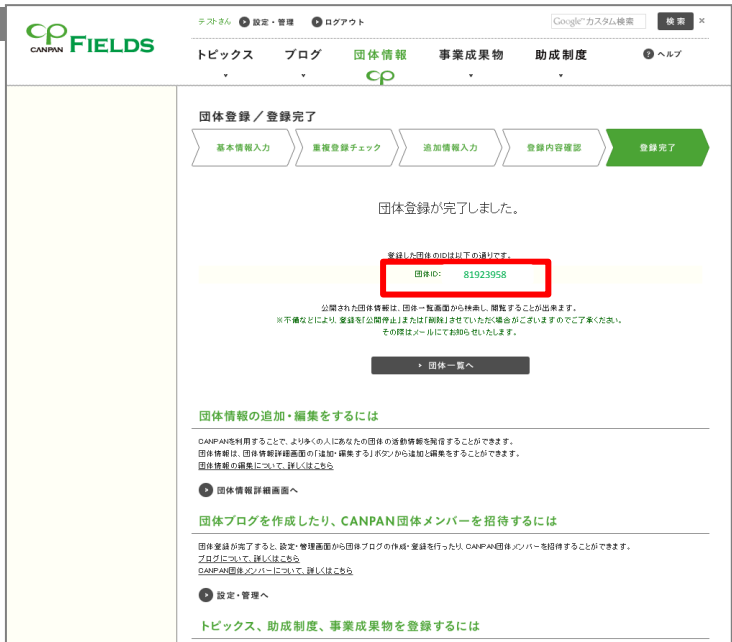 CANPAN FIELDS
テストさん 設定・管理 ログアウト Google™カスタム検索 検索 ×
トピックス ブログ 団体情報 事業成果物 助成制度 ? ヘルプ
団体登録／登録完了
基本情報入力 重複登録チェック 追加情報入力 登録内容確認 登録完了
団体登録が完了しました。
登録した団体のIDは以下の通りです。
団体ID: 81923958
公開された団体情報は、団体一覧画面から検索し、閲覧することが出来ます。
※不備などにより、登録を「公開停止」または「削除」させていただく場合がございますのでご了承ください。
その際はメールにてお知らせいたします。
団体一覧へ
団体情報の追加・編集をするには
CANPANを利用することで、より多くの人にあなたの団体の活動情報を発信することができます。
団体情報は、団体情報詳細画面の「追加・編集する」ボタンから追加と編集をすることができます。
団体情報の編集について、詳しくはこちら
団体情報詳細画面へ
団体ブログを作成したり、CANPAN団体メンバーを招待するには
団体登録が完了すると、設定・管理画面から団体ブログの作成・登録を行ったり、CANPAN団体メンバーを招待することができます。
ブログについて、詳しくはこちら
CANPAN団体メンバーについて、詳しくはこちら
設定・管理へ
トピックス、助成制度、事業成果物を登録するには